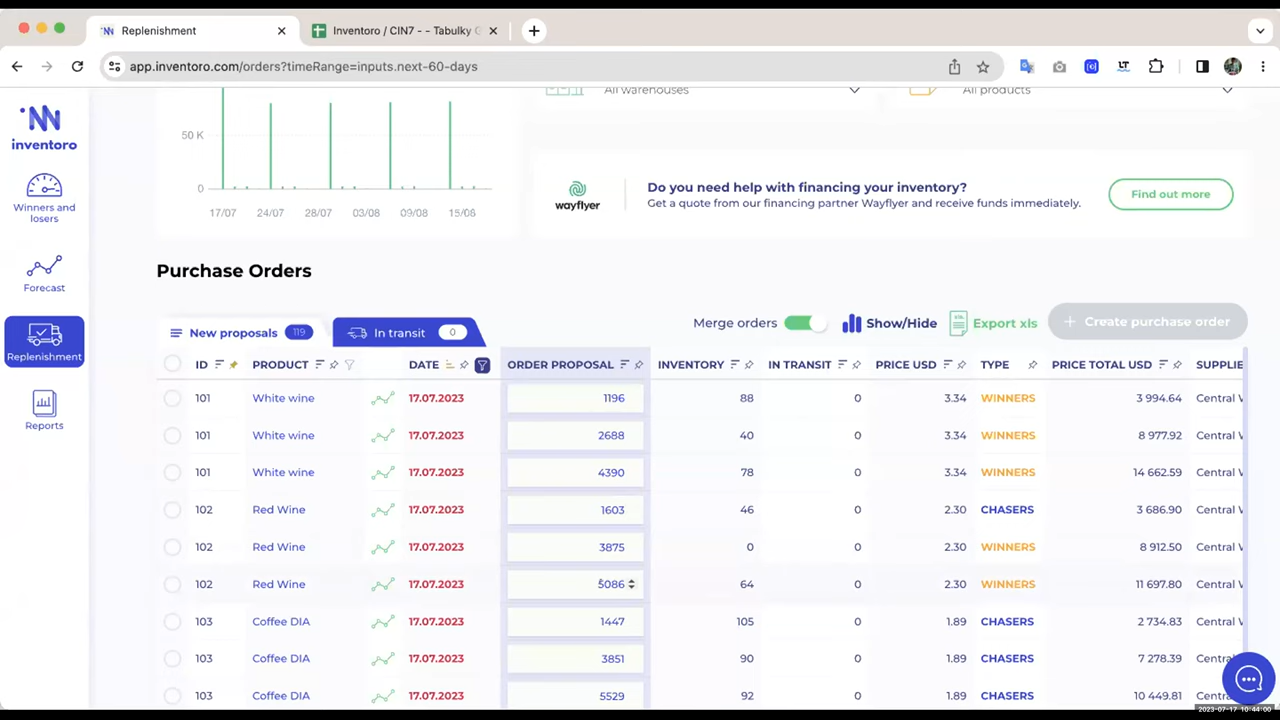 Replenishment
Inventoro / CIN7 - - Tabulky G
app.inventoro.com/orders?timeRange=inputs.next-60-days
All warehouses
All products
inventoro
Winners and losers
Forecast
Replenishment
Reports
50 K
0
17/07 24/07 28/07 03/08 09/08 15/08
wayflyer
Do you need help with financing your inventory?
Get a quote from our financing partner Wayflyer and receive funds immediately.
Find out more
Purchase Orders
New proposals 119
In transit 0
Merge orders
Show/Hide
XLS Export xls
+ Create purchase order
ID PRODUCT DATE ORDER PROPOSAL INVENTORY IN TRANSIT PRICE USD TYPE PRICE TOTAL USD SUPPLIE
101 White wine 17.07.2023 1196 88 0 3.34 WINNERS 3 994.64 Central W
101 White wine 17.07.2023 2688 40 0 3.34 WINNERS 8 977.92 Central W
101 White wine 17.07.2023 4390 78 0 3.34 WINNERS 14 662.59 Central W
102 Red Wine 17.07.2023 1603 46 0 2.30 CHASERS 3 686.90 Central W
102 Red Wine 17.07.2023 3875 0 0 2.30 WINNERS 8 912.50 Central W
102 Red Wine 17.07.2023 5086 64 0 2.30 WINNERS 11 697.80 Central W
103 Coffee DIA 17.07.2023 1447 105 0 1.89 CHASERS 2 734.83 Central W
103 Coffee DIA 17.07.2023 3851 90 0 1.89 CHASERS 7 278.39 Centra
103 Coffee DIA 17.07.2023 5529 92 0 1.89 CHASERS 10 449.81 Centra
2023-07-17 10:44:00